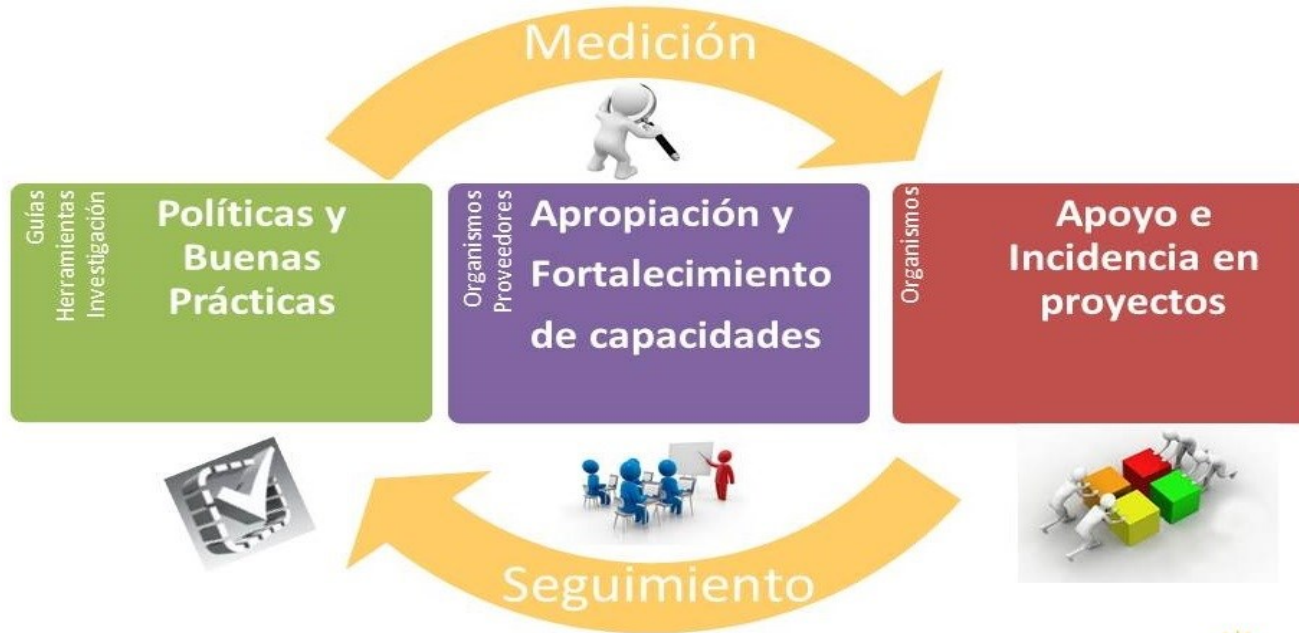 Medición
Guías
Herramientas
Investigación
Políticas y
Buenas
Prácticas
Organismos
Proveedores
Apropiación y
Fortalecimiento
de capacidades
Organismos
Apoyo e
Incidencia en
proyectos
Seguimiento